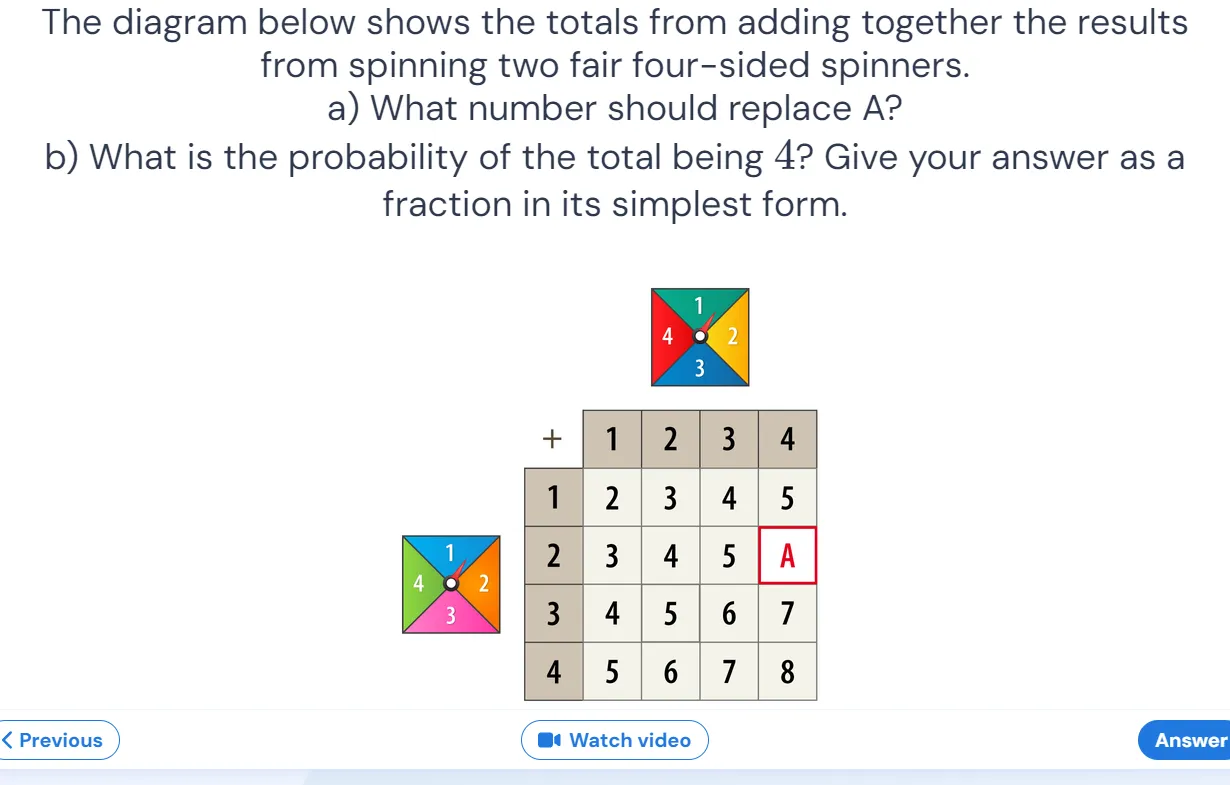 The diagram below shows the totals from adding together the results
from spinning two fair four-sided spinners.
a) What number should replace A?
b) What is the probability of the total being 4? Give your answer as a
fraction in its simplest form.
1
4 2
3
+ 1 2 3 4
1 2 3 4 5
2 3 4 5 A
3 4 5 6 7
4 5 6 7 8
1
4 2
3
Previous
Watch video
Answer